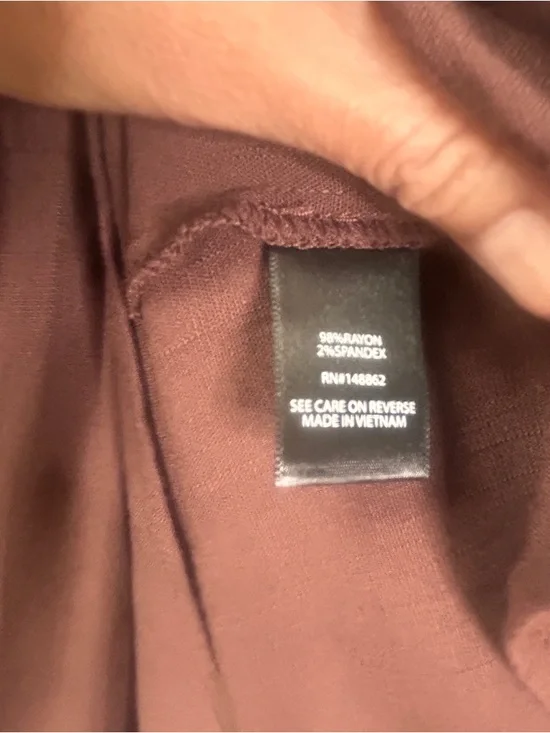 98%RAYON
2%SPANDEX
RN#148862
SEE CARE ON REVERSE
MADE IN VIETNAM